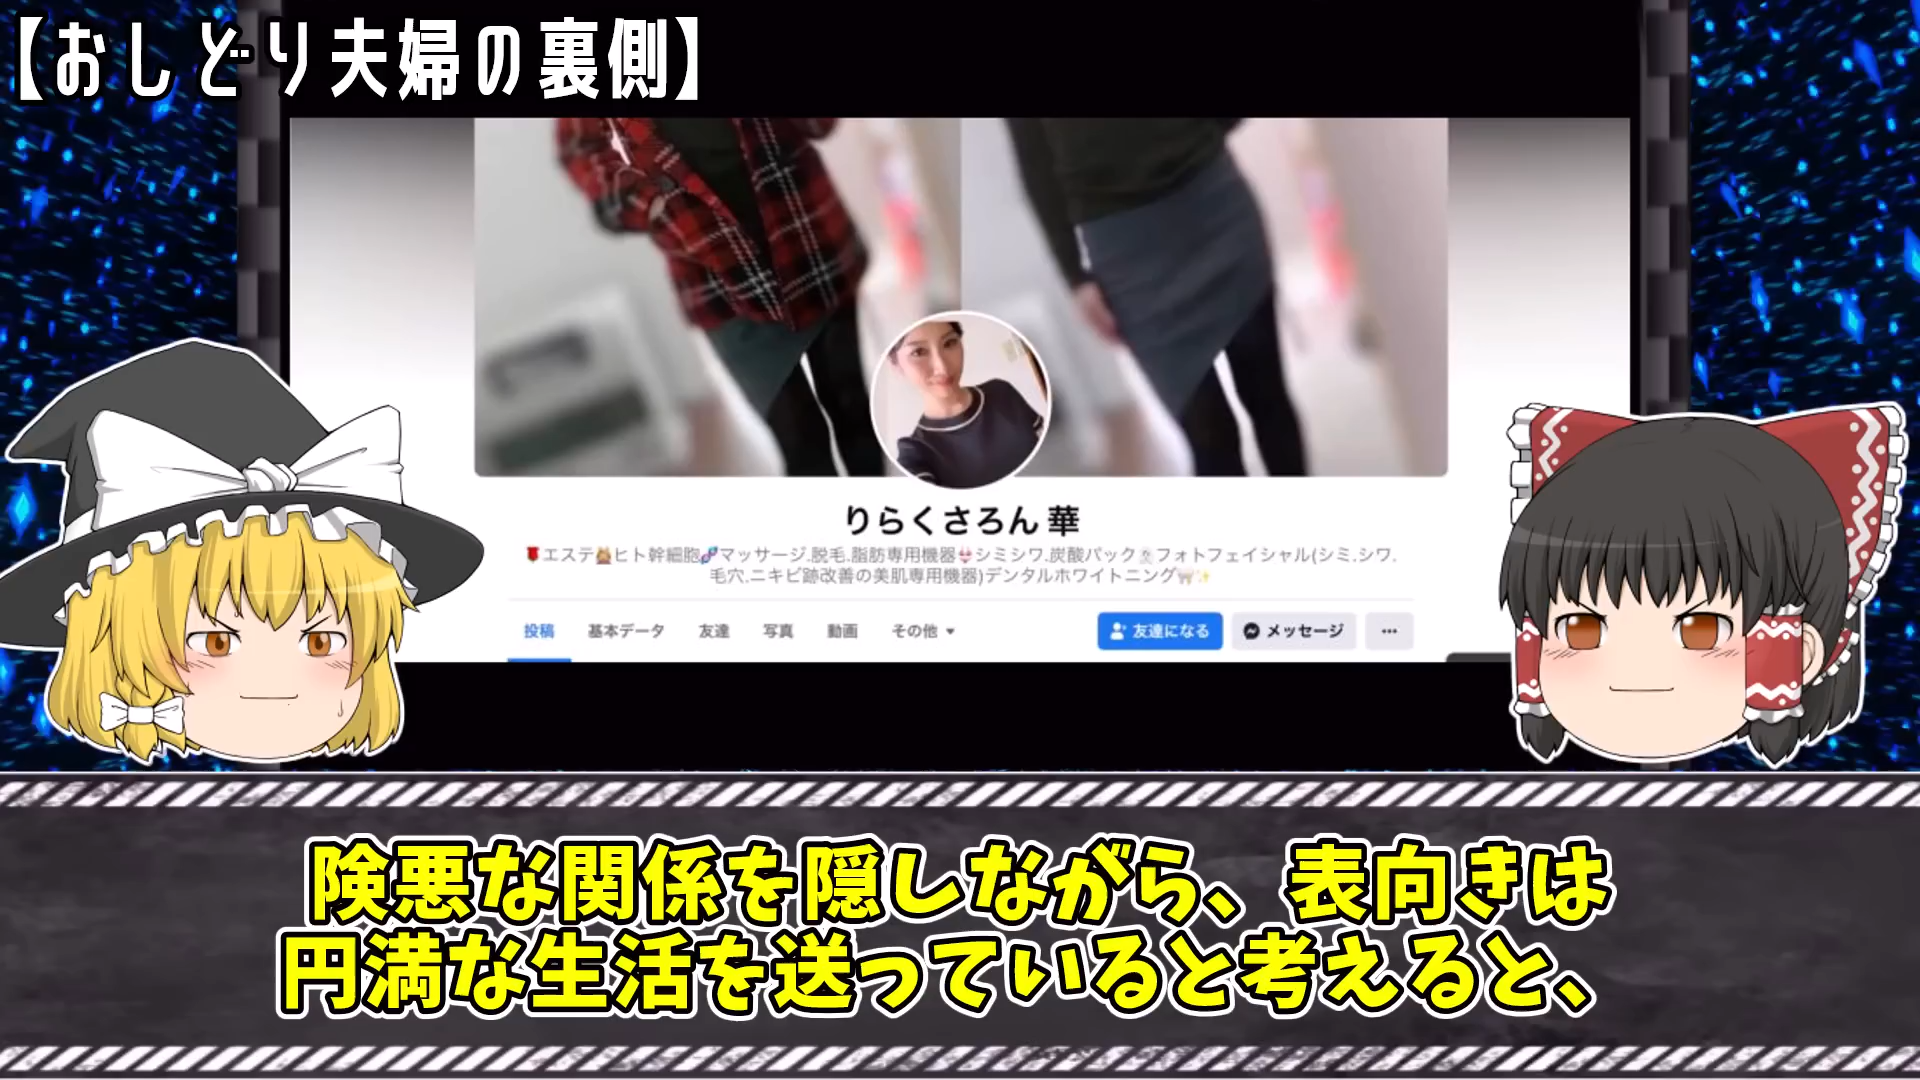 【おしどり夫婦の裏側】
りらくさろん 華
エステ ヒト幹細胞 マッサージ.脱毛.脂肪専用機器 シミシワ.炭酸パック フォトフェイシャル(シミ.シワ.
毛穴.ニキビ跡改善の美肌専用機器)デンタルホワイトニング
投稿 基本データ 友達 写真 動画 その他 友達になる メッセージ
険悪な関係を隠しながら、表向きは
円満な生活を送っていると考えると、